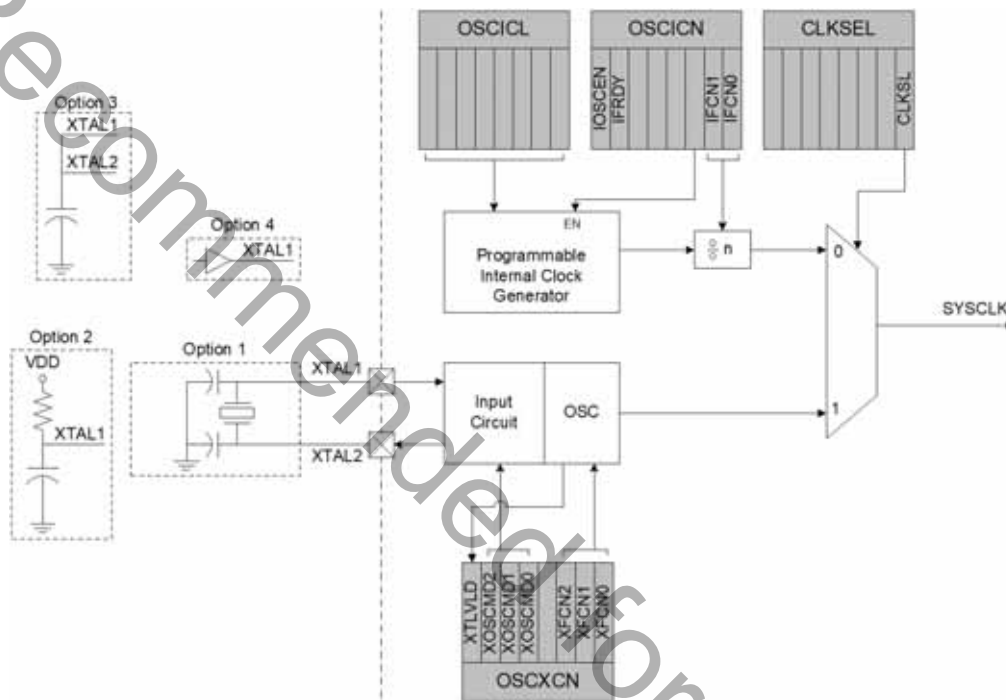 OSCICL
OSCICN
CLKSEL
IOSCEN
IFRDY
IFCN1
IFCN0
CLKSL
Option 3
XTAL1
XTAL2
Option 4
XTAL1
EN
Programmable
Internal Clock
Generator
÷ n
0
SYSCLK
Option 2
VDD
XTAL1
Option 1
XTAL1
XTAL2
Input
Circuit
OSC
1
XTLVLD
XOSCMD2
XOSCMD1
XOSCMD0
XFCN2
XFCN1
XFCN0
OSCXCN
ecommended for